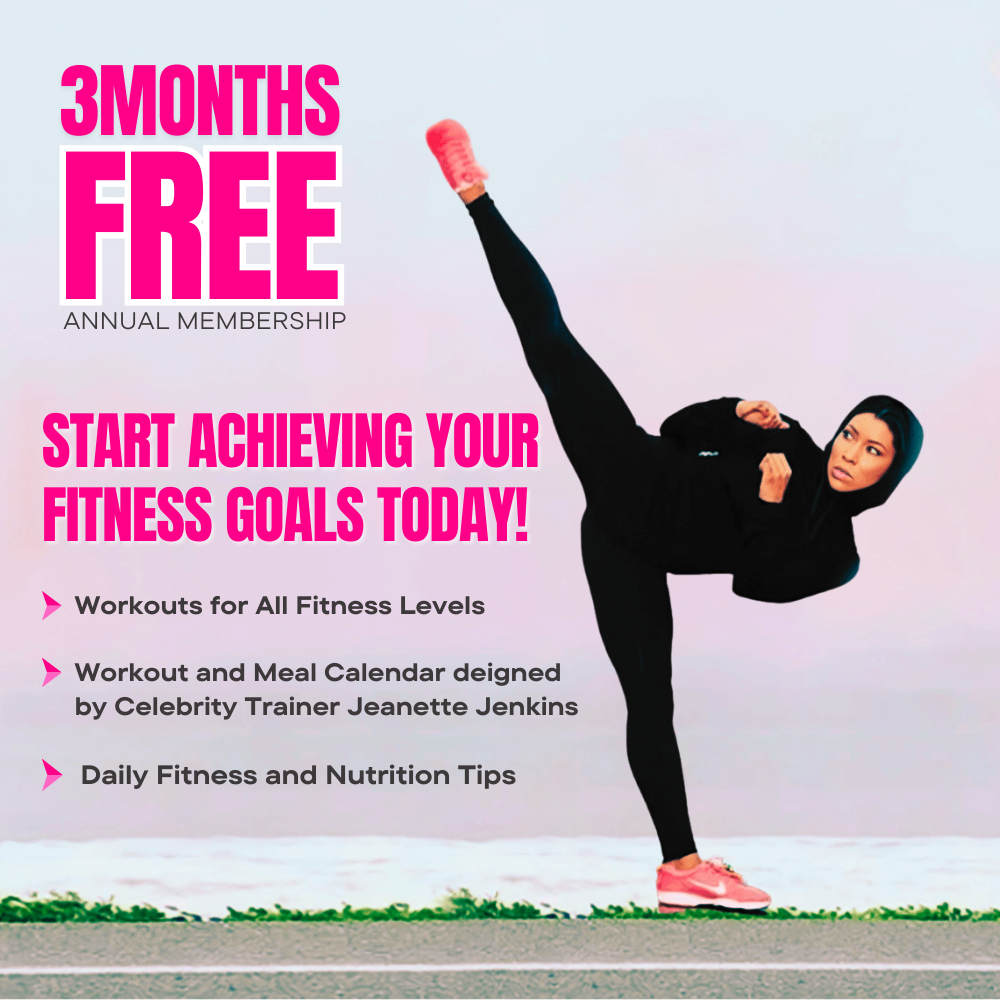 3MONTHS
FREE
ANNUAL MEMBERSHIP
START ACHIEVING YOUR
FITNESS GOALS TODAY!
Workouts for All Fitness Levels
Workout and Meal Calendar deigned
by Celebrity Trainer Jeanette Jenkins
Daily Fitness and Nutrition Tips